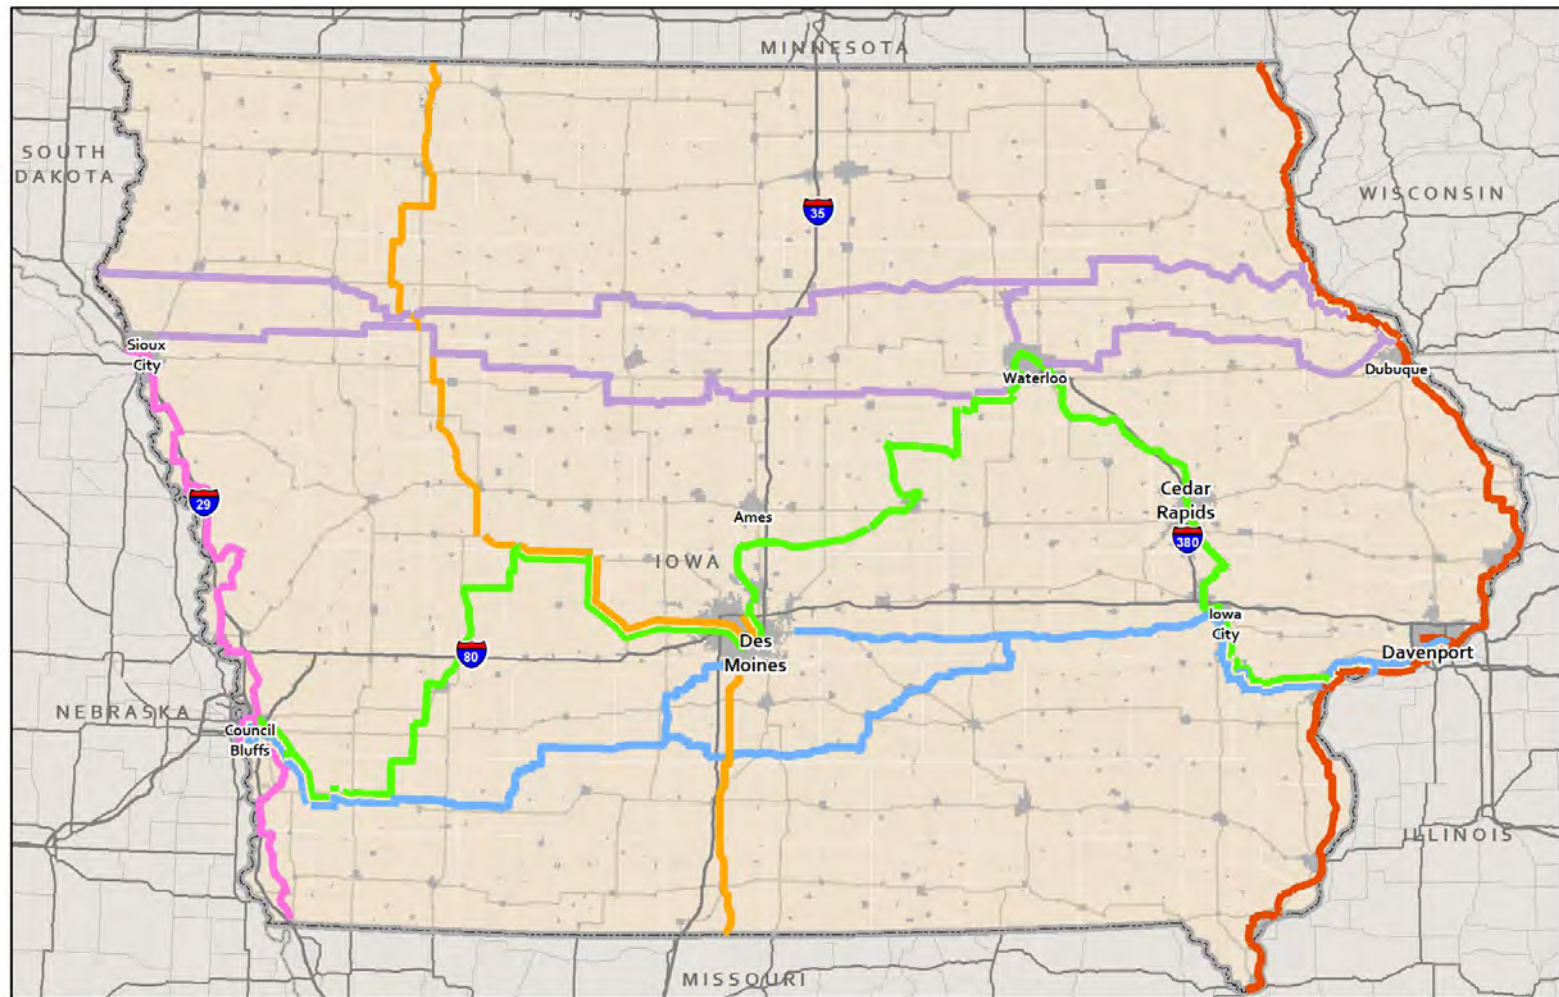 MINNESOTA
SOUTH
DAKOTA
WISCONSIN
35
Sioux
City
Dubuque
Waterloo
29
Cedar
Rapids
Ames
380
IOWA
Iowa
City
Des
Moines
80
Davenport
NEBRASKA
Council
Bluffs
ILLINOIS
MISSOURI